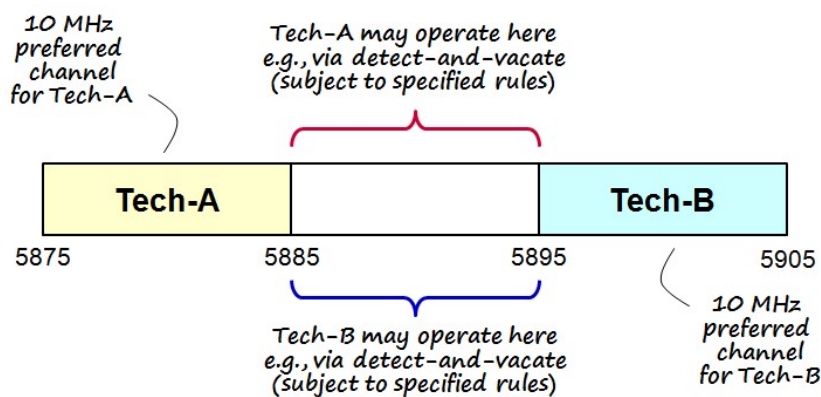 10 MHz
preferred
channel
for Tech-A
Tech-A may operate here
e.g., via detect-and-vacate
(subject to specified rules)
Tech-A
Tech-B
5875
5885
5895
5905
Tech-B may operate here
e.g., via detect-and-vacate
(subject to specified rules)
10 MHz
preferred
channel
for Tech-B